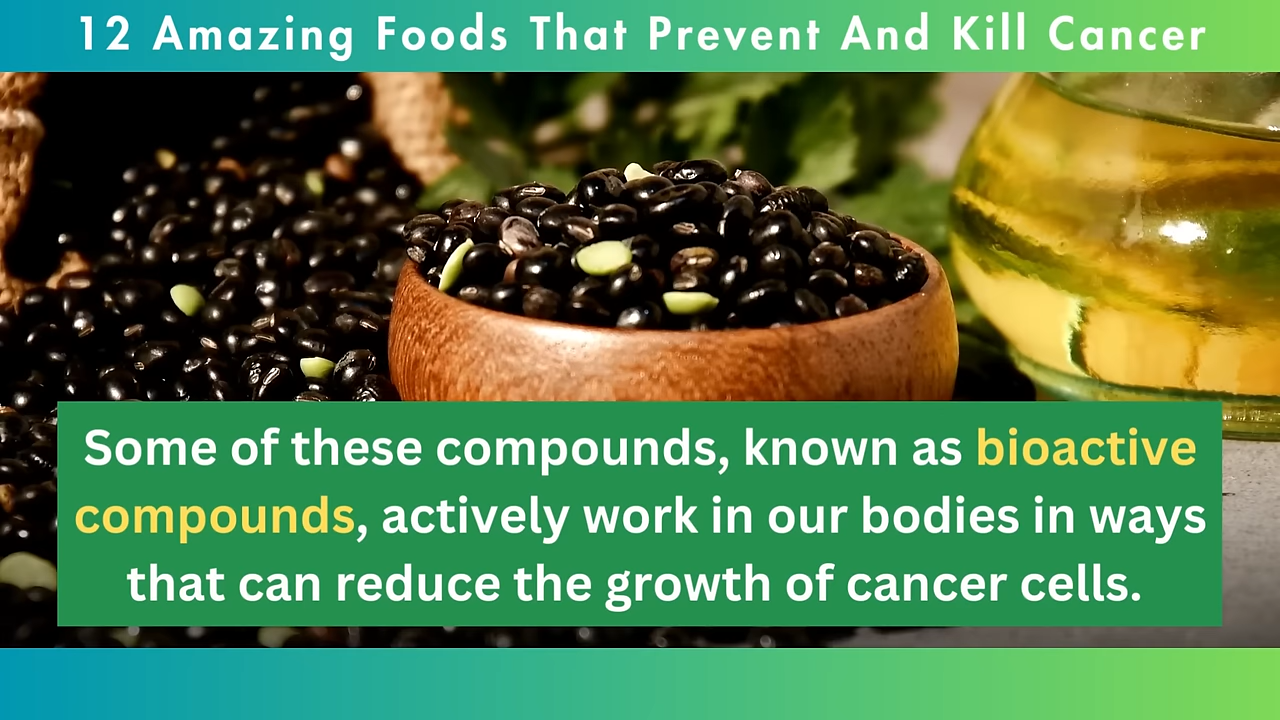 12 Amazing Foods That Prevent And Kill Cancer
Some of these compounds, known as bioactive
compounds, actively work in our bodies in ways
that can reduce the growth of cancer cells.